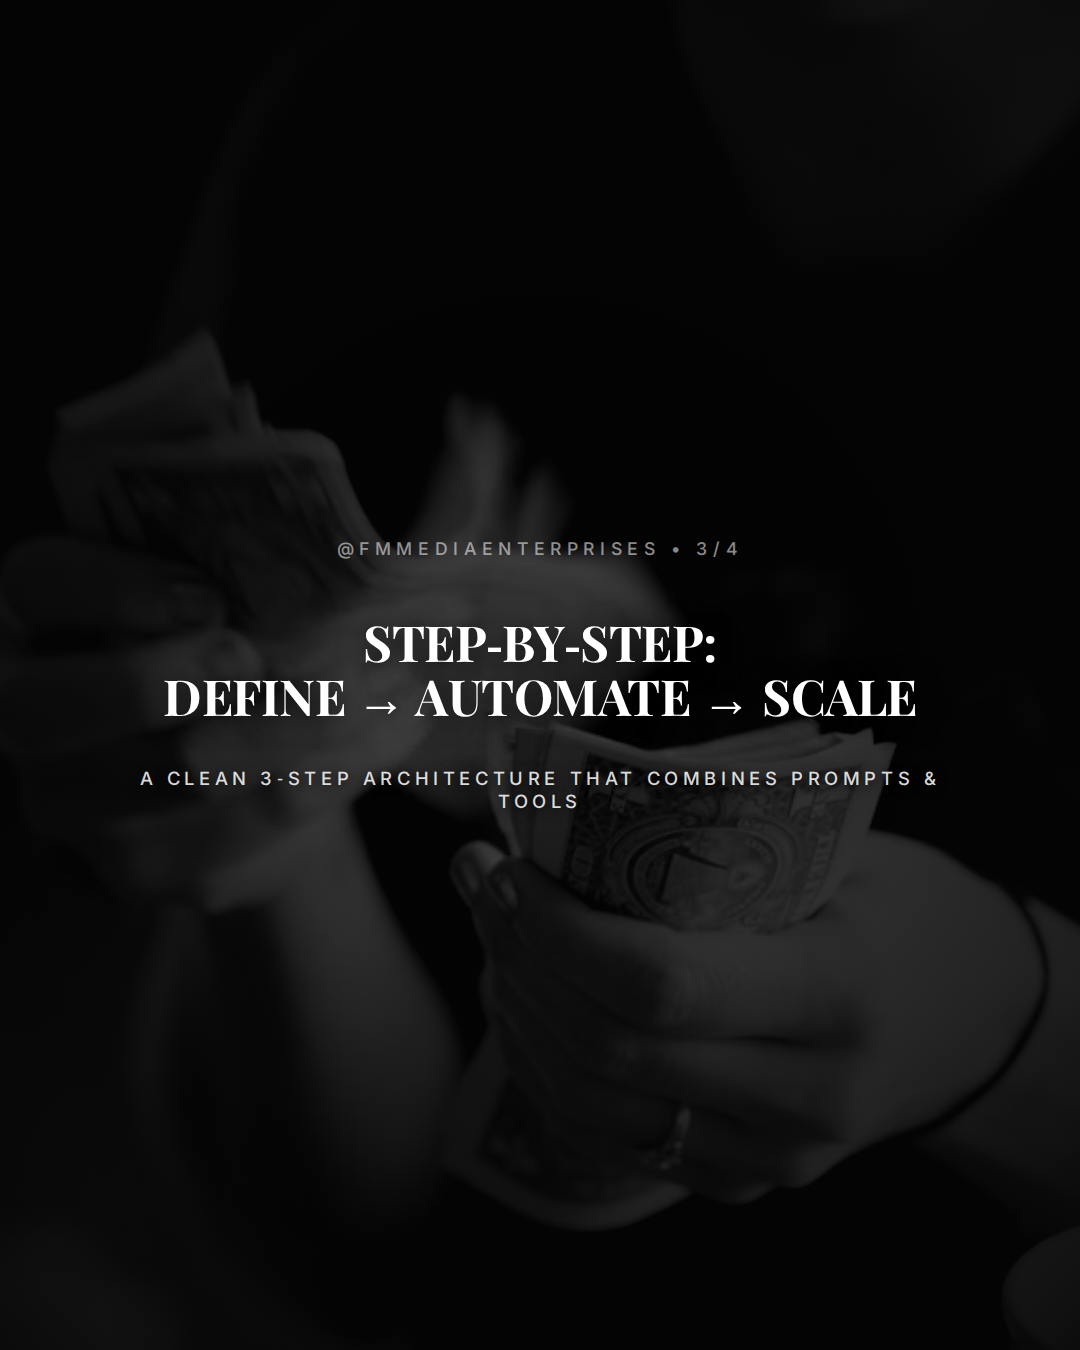 @FMMEDIAENTERPRISES • 3/4
STEP-BY-STEP:
DEFINE → AUTOMATE → SCALE
A CLEAN 3-STEP ARCHITECTURE THAT COMBINES PROMPTS &
TOOLS